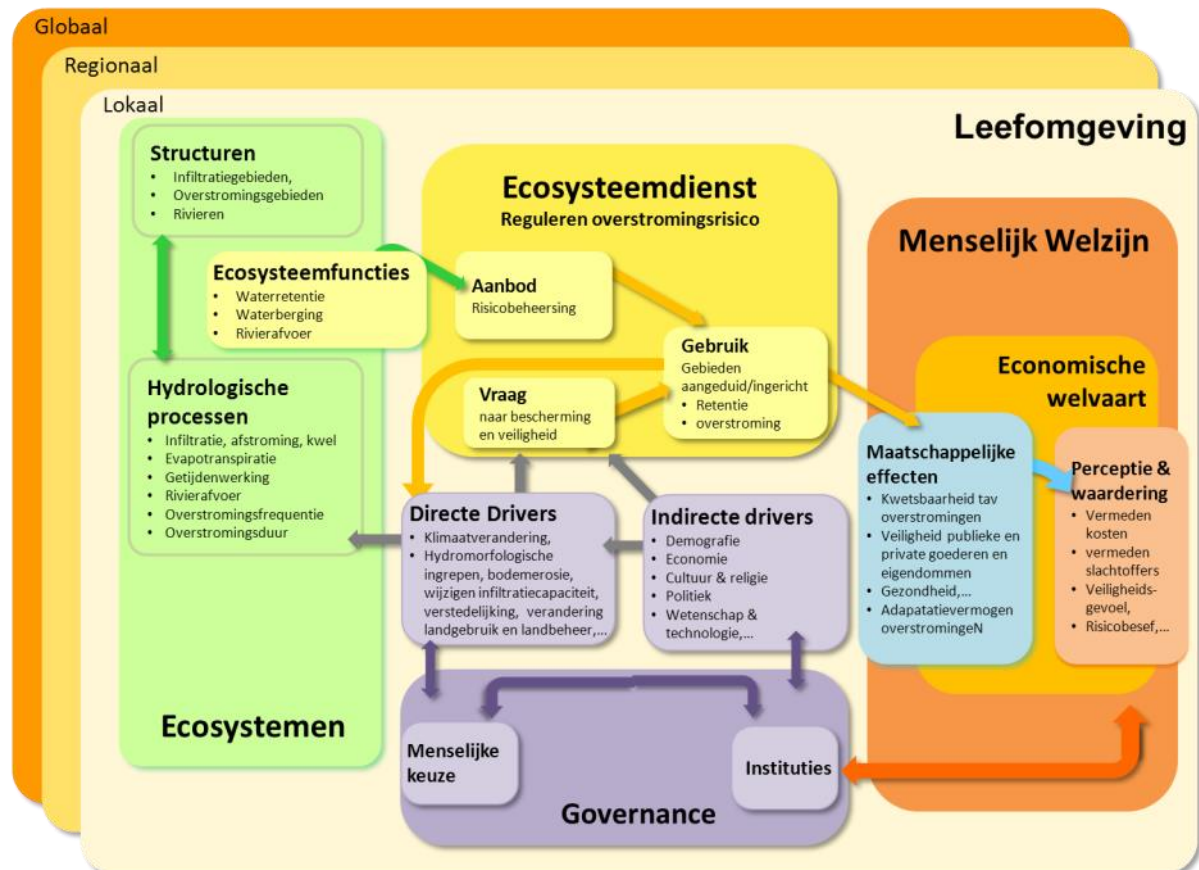 Globaal
Regionaal
Lokaal
Leefomgeving
Structuren
• Infiltratiegebieden,
• Overstromingsgebieden
• Rivieren
Ecosysteemfuncties
• Waterretentie
• Waterberging
• Rivierafvoer
Hydrologische
processen
• Infiltratie, afstroming, kwel
• Evapotranspiratie
• Getijdenwerking
• Rivierafvoer
• Overstromingsfrequentie
• Overstromingsduur
Ecosystemen
Ecosysteemdienst
Reguleren overstromingsrisico
Aanbod
Risicobeheersing
Gebruik
Gebieden
aangeduid/ingericht
• Retentie
• overstroming
Vraag
naar bescherming
en veiligheid
Directe Drivers
• Klimaatverandering,
• Hydromorfologische
ingrepen, bodemerosie,
wijzigen infiltratiecapaciteit,
verstedelijking, verandering
landgebruik en landbeheer,...
Indirecte drivers
• Demografie
• Economie
• Cultuur & religie
• Politiek
• Wetenschap &
technologie,...
Menselijke
keuze
Instituties
Governance
Menselijk Welzijn
Economische
welvaart
Maatschappelijke
effecten
• Kwetsbaarheid tav
overstromingen
• Veiligheid publieke en
private goederen en
eigendommen
• Gezondheid,...
• Adapatatievermogen
overstromingeN
Perceptie &
waardering
• Vermeden
kosten
• vermeden
slachtoffers
• Veiligheids-
gevoel,
• Risicobesef,...